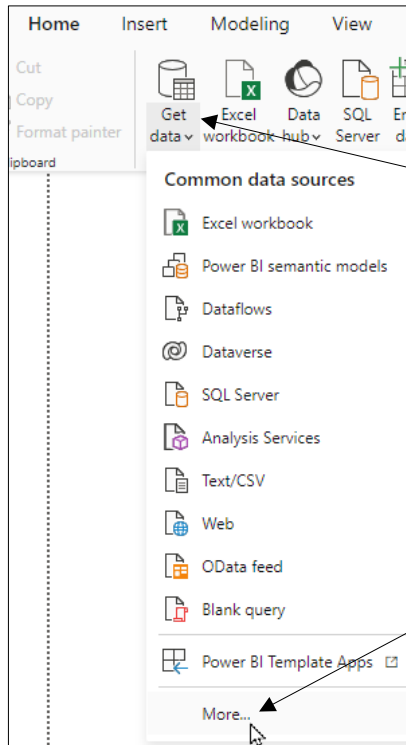 Home Insert Modeling View
Cut
Copy
Format painter
Get data
Excel workbook
Data hub
SQL Server
Common data sources
Excel workbook
Power BI semantic models
Dataflows
Dataverse
SQL Server
Analysis Services
Text/CSV
Web
OData feed
Blank query
Power BI Template Apps
More...